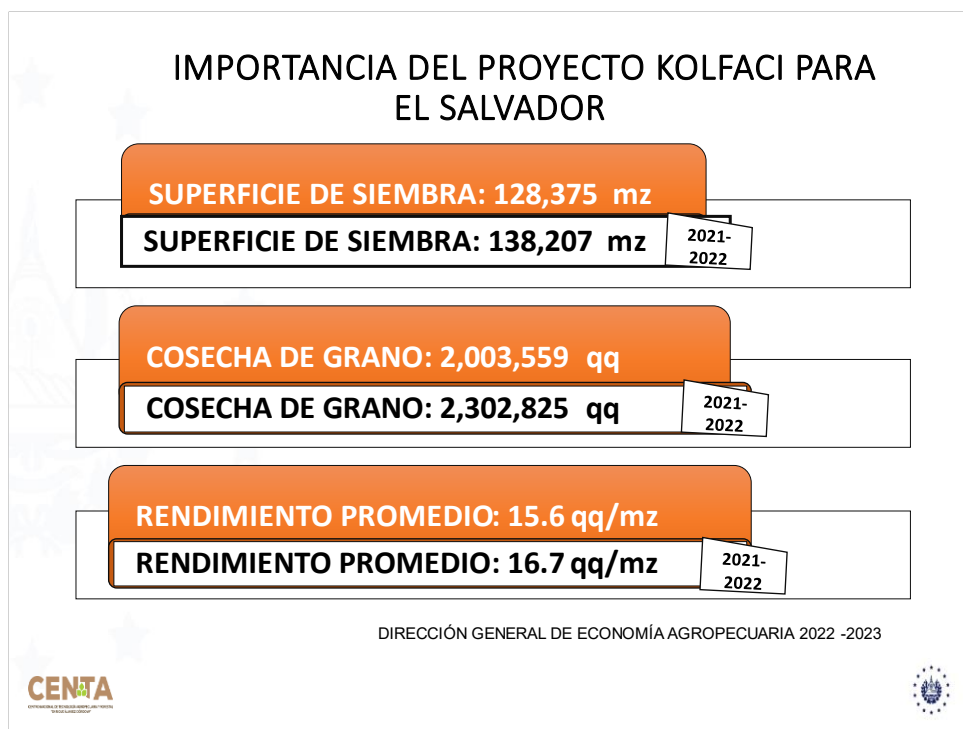 IMPORTANCIA DEL PROYECTO KOLFACI PARA
EL SALVADOR
SUPERFICIE DE SIEMBRA: 128,375 mz
SUPERFICIE DE SIEMBRA: 138,207 mz
2021-
2022
COSECHA DE GRANO: 2,003,559 qq
COSECHA DE GRANO: 2,302,825 qq
2021-
2022
RENDIMIENTO PROMEDIO: 15.6 qq/mz
RENDIMIENTO PROMEDIO: 16.7 qq/mz
2021-
2022
DIRECCIÓN GENERAL DE ECONOMÍA AGROPECUARIA 2022 -2023
CENTA